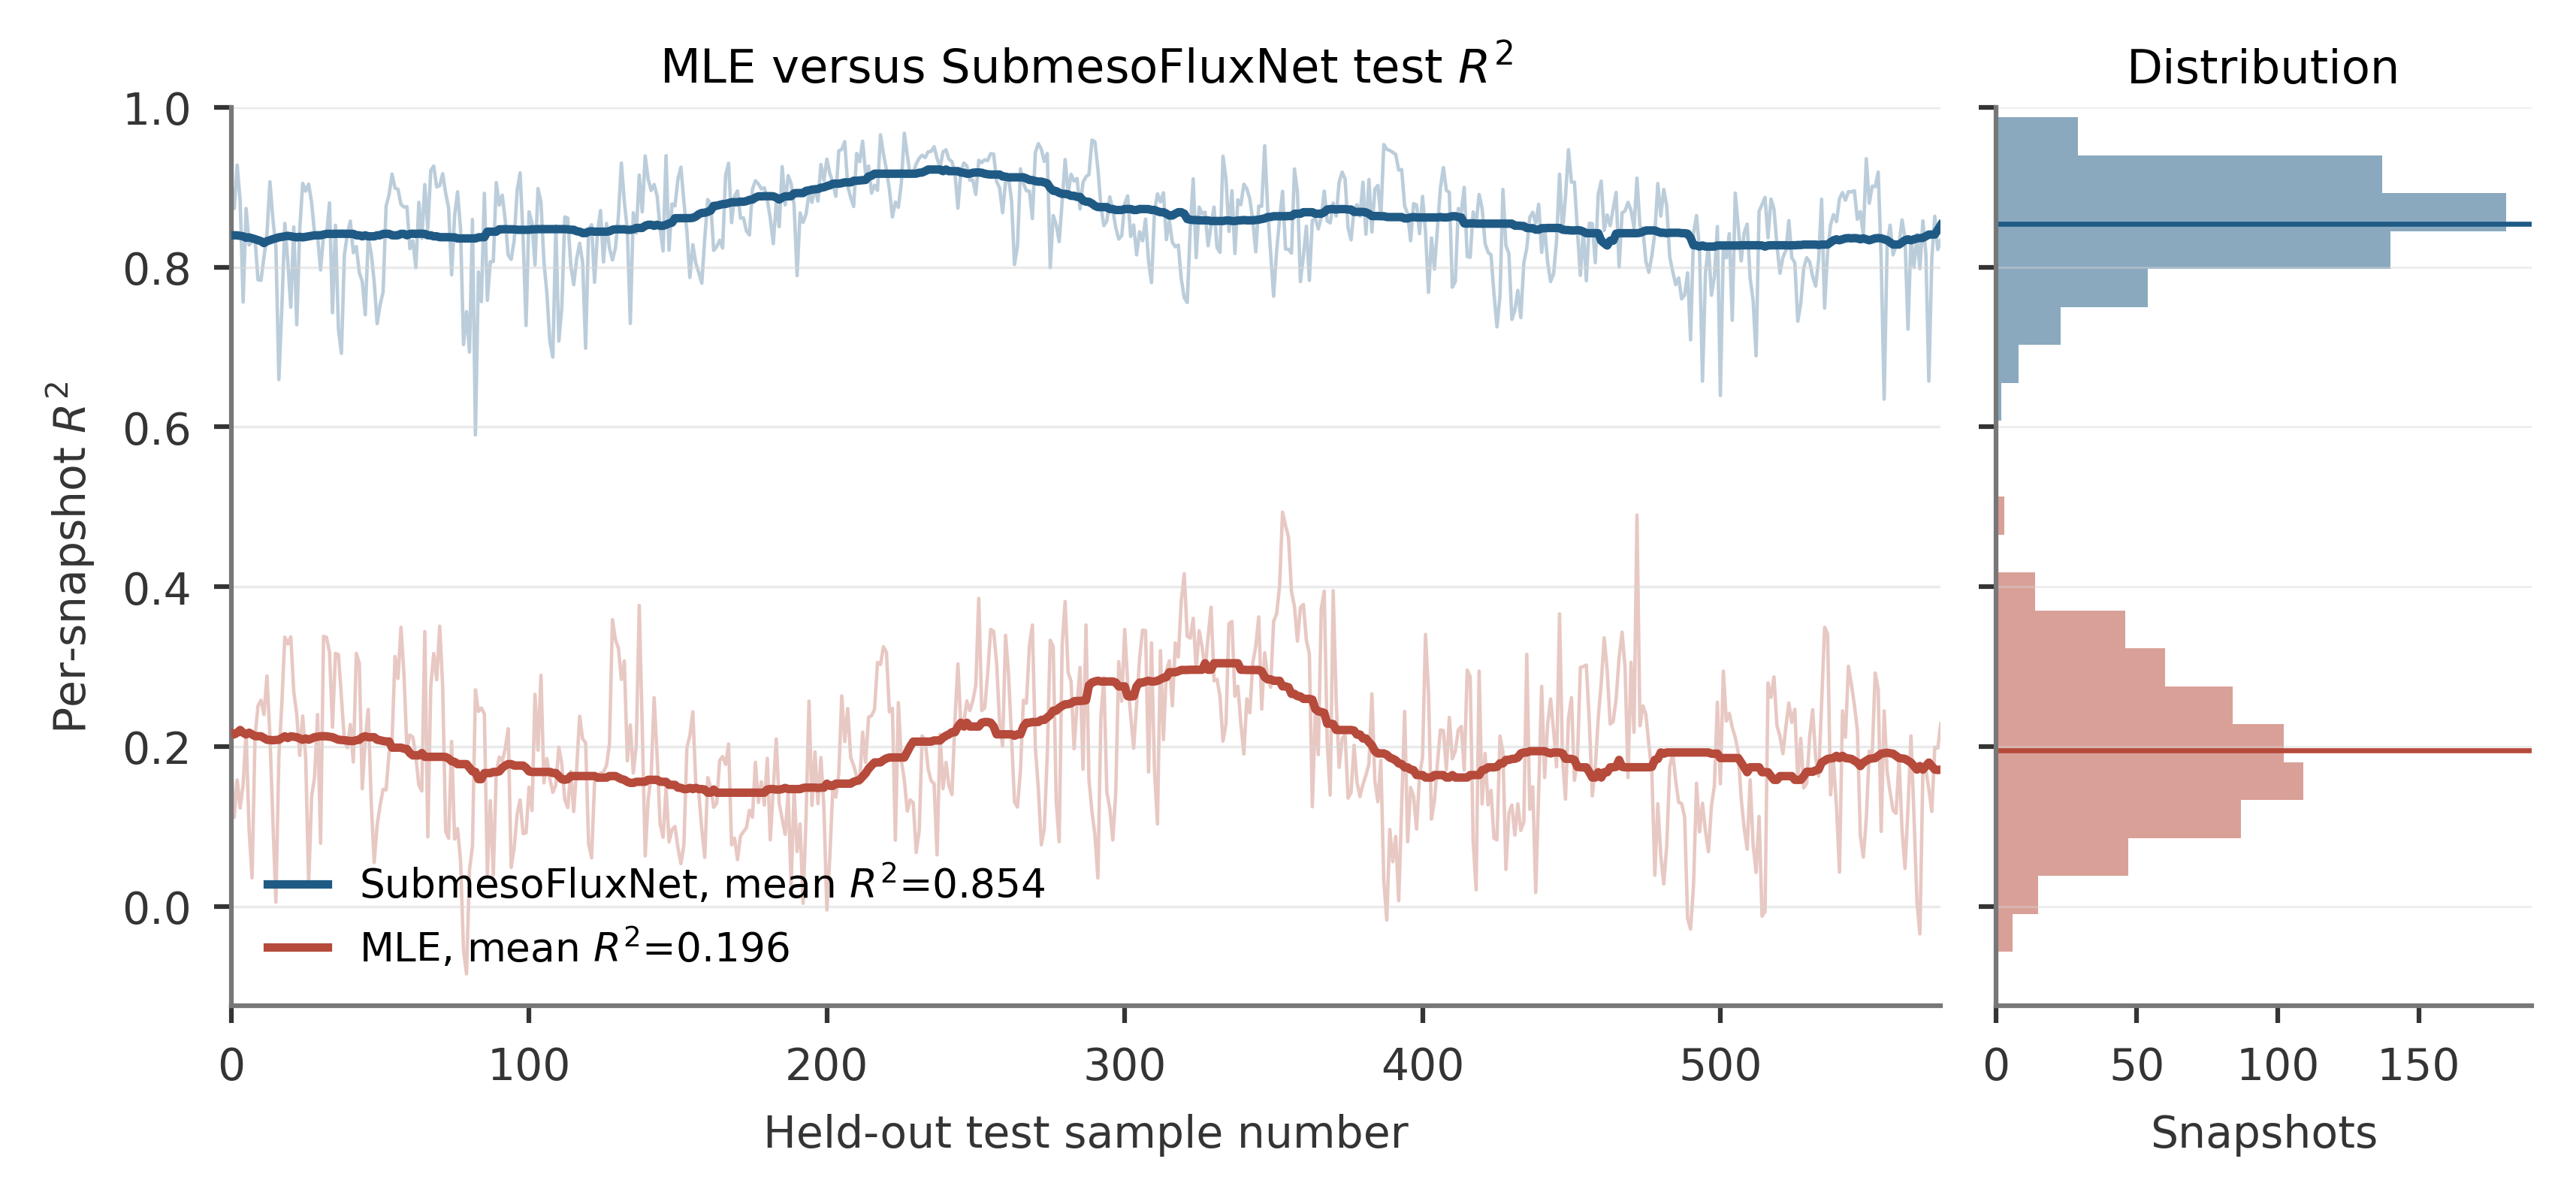 MLE versus SubmesoFluxNet test R²
Distribution
1.0
0.8
0.6
0.4
0.2
0.0
Per-snapshot R²
SubmesoFluxNet, mean R²=0.854
MLE, mean R²=0.196
0 100 200 300 400 500
0 50 100 150
Held-out test sample number
Snapshots